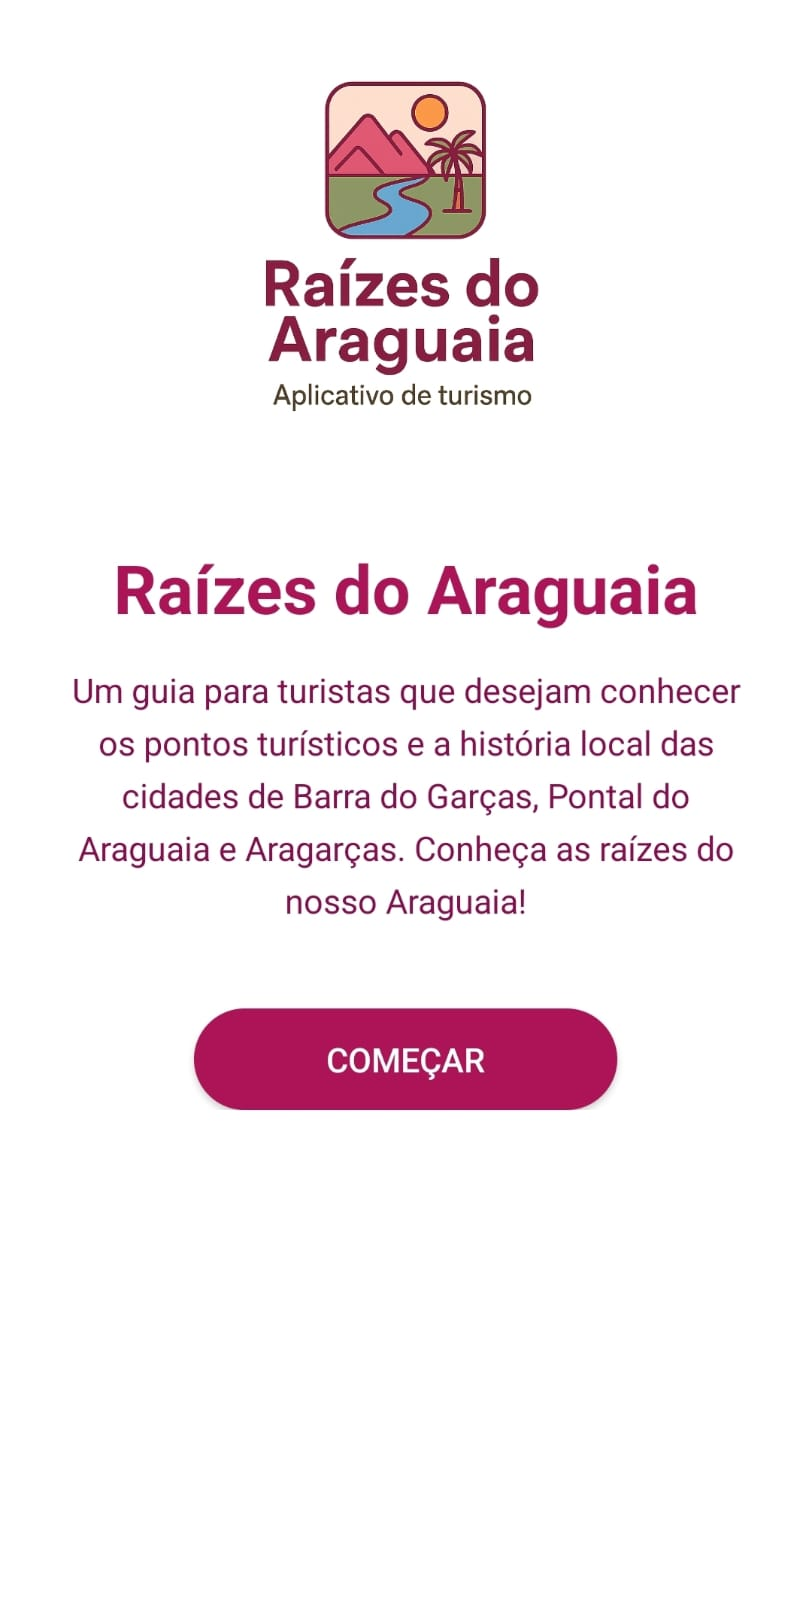 Raízes do
Araguaia
Aplicativo de turismo
Raízes do Araguaia
Um guia para turistas que desejam conhecer
os pontos turísticos e a história local das
cidades de Barra do Garças, Pontal do
Araguaia e Aragarças. Conheça as raízes do
nosso Araguaia!
COMEÇAR